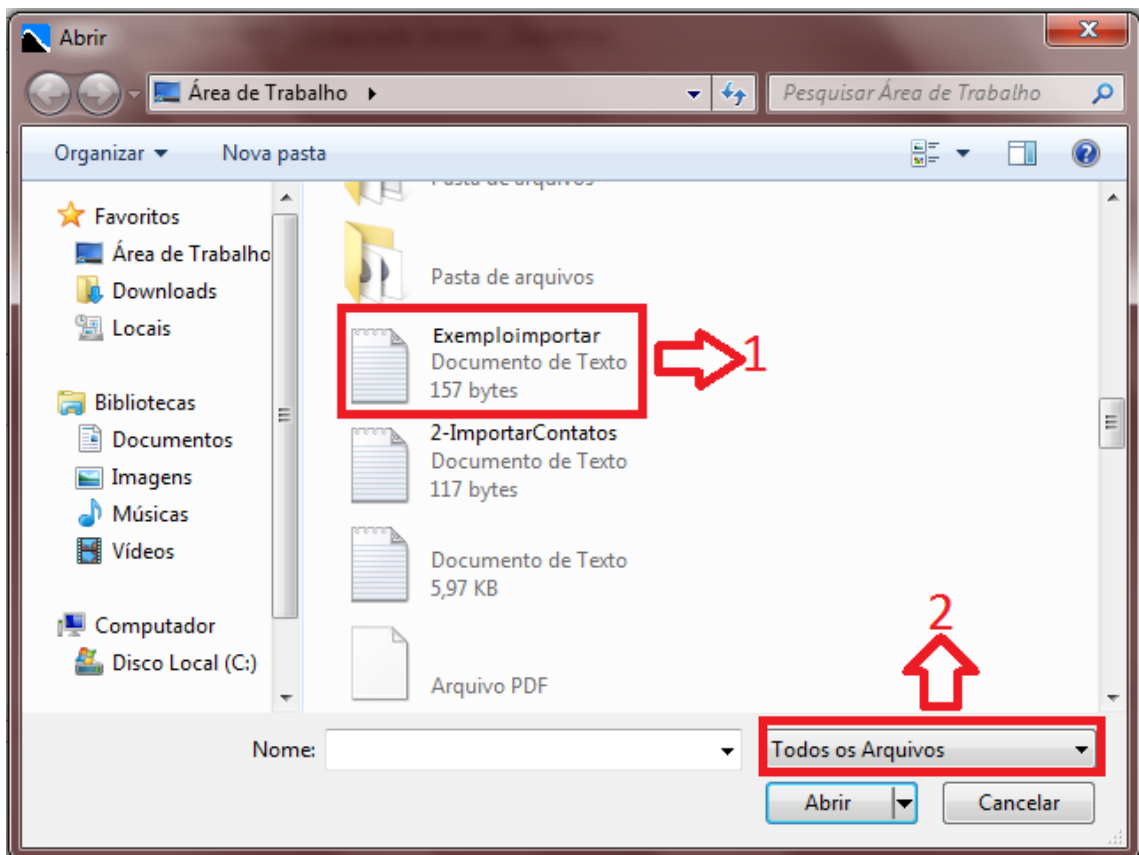 Abrir
Área de Trabalho
Pesquisar Área de Trabalho
Organizar
Nova pasta
Favoritos
Área de Trabalho
Downloads
Locais
Bibliotecas
Documentos
Imagens
Músicas
Vídeos
Computador
Disco Local (C:)
Pasta de arquivos
Pasta de arquivos
Exemploimportar
Documento de Texto
157 bytes
1
2-ImportarContatos
Documento de Texto
117 bytes
Documento de Texto
5,97 KB
Arquivo PDF
2
Nome:
Todos os Arquivos
Abrir
Cancelar